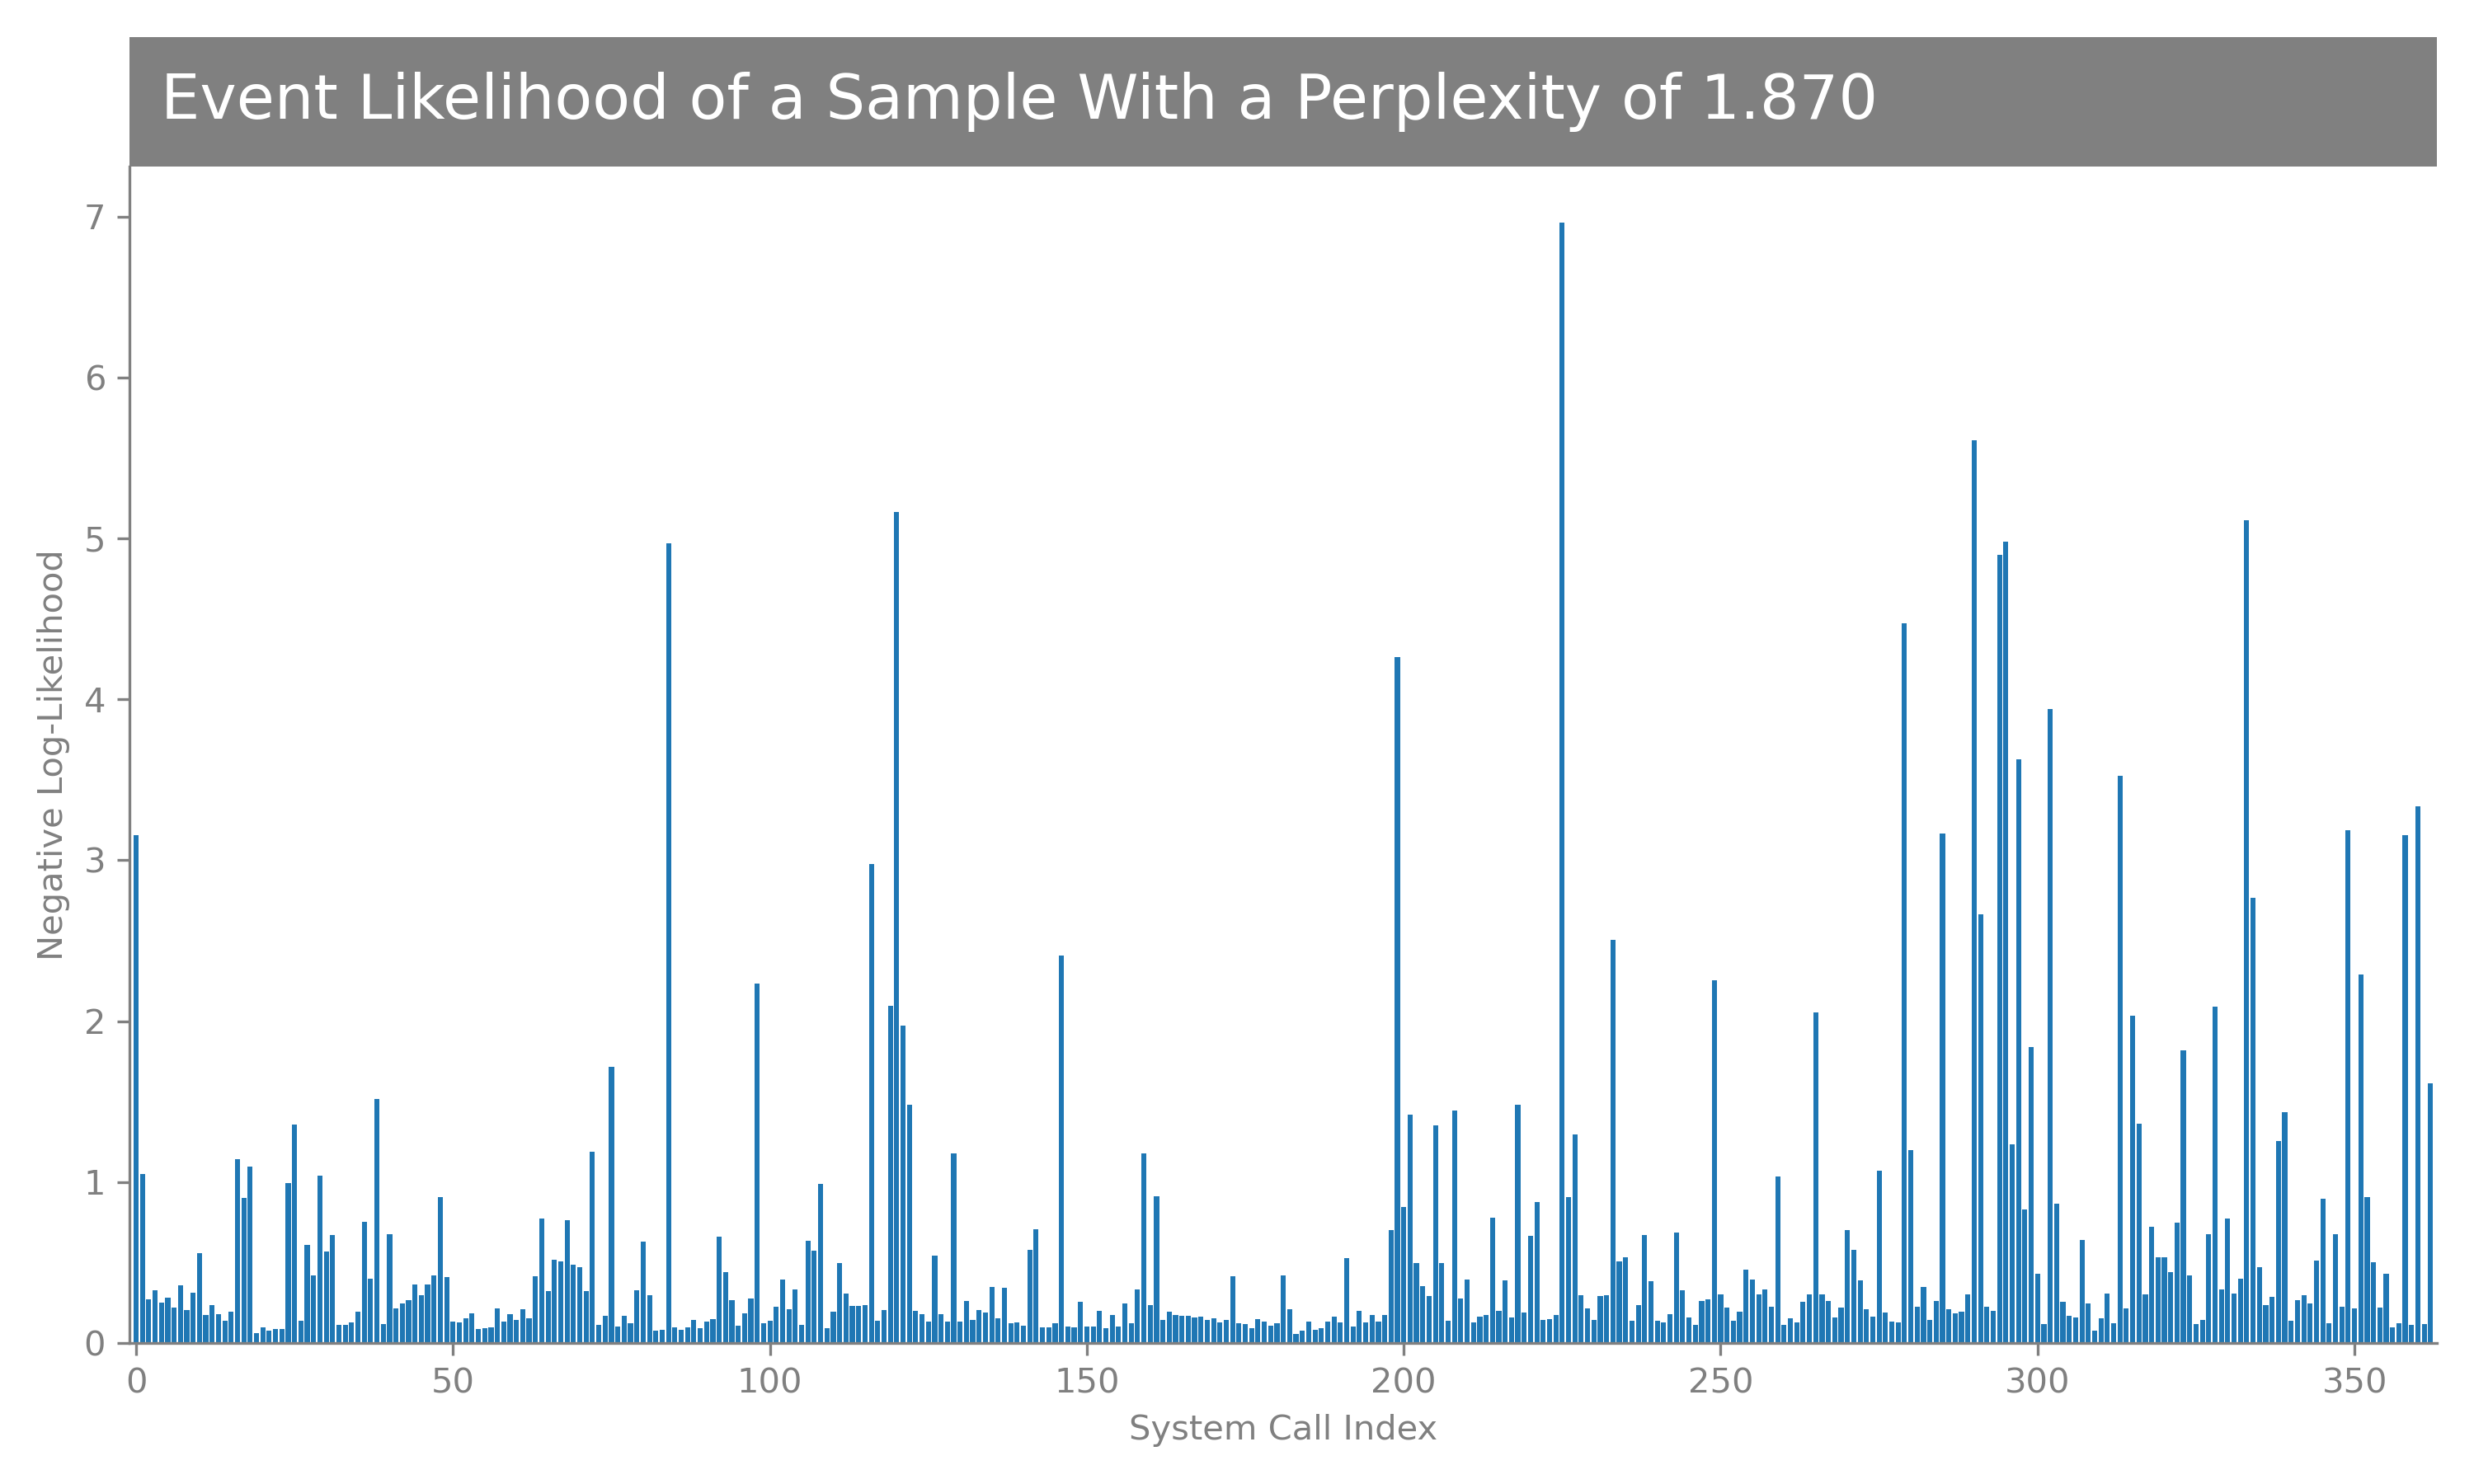 Event Likelihood of a Sample With a Perplexity of 1.870
7
6
5
4
3
2
1
0
Negative Log-Likelihood
0 50 100 150 200 250 300 350
System Call Index